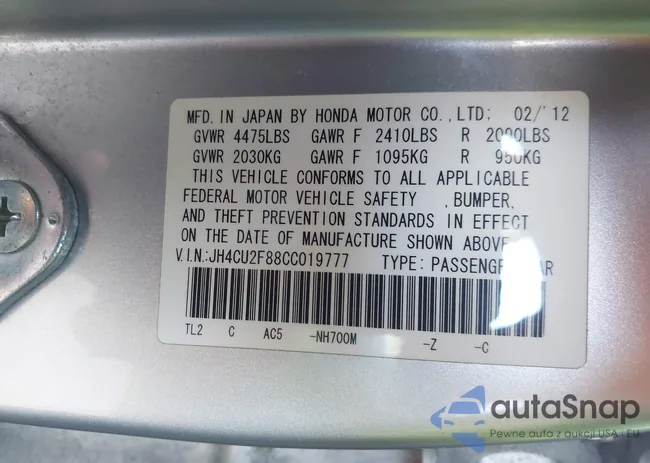 MFD. IN JAPAN BY HONDA MOTOR CO., LTD: 02/'12
GVWR 4475LBS GAWR F 2410LBS R 2090LBS
GVWR 2030KG GAWR F 1095KG R 950KG
THIS VEHICLE CONFORMS TO ALL APPLICABLE
FEDERAL MOTOR VEHICLE SAFETY , BUMPER,
AND THEFT PREVENTION STANDARDS IN EFFECT
ON THE DATE OF MANUFACTURE SHOWN ABOVE.
V.I.N.:JH4CU2F88CC019777 TYPE: PASSENGER CAR
TL2 C AC5 -NH700M -Z -C
autaSnap
Pewne auta z aukcji USA i EU